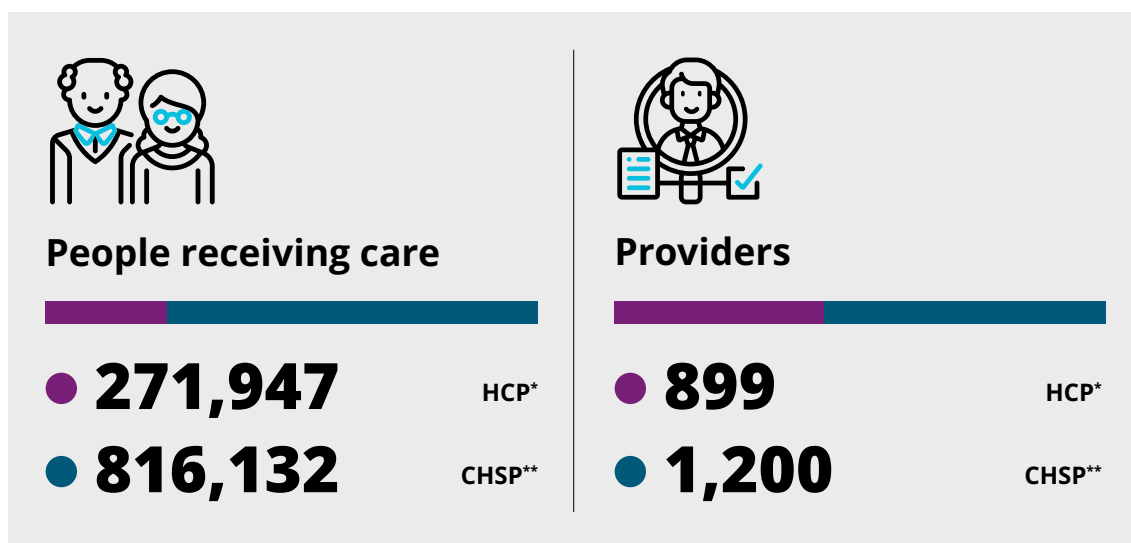 People receiving care
271,947 HCP*
816,132 CHSP**
Providers
899 HCP*
1,200 CHSP**